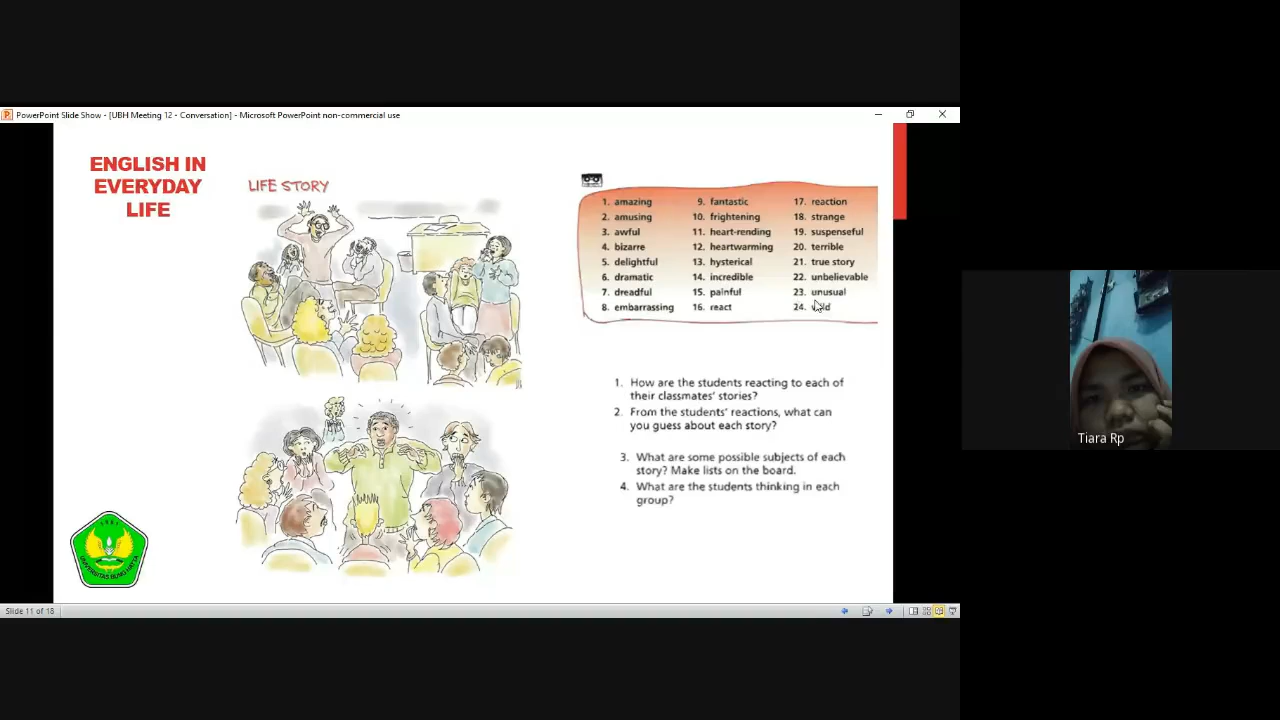 PowerPoint Slide Show - [UBH Meeting 12 - Conversation] - Microsoft PowerPoint non-commercial use
ENGLISH IN
EVERYDAY
LIFE
LIFE STORY
1. amazing
2. amusing
3. awful
4. bizarre
5. delightful
6. dramatic
7. dreadful
8. embarrassing
9. fantastic
10. frightening
11. heart-rending
12. heartwarming
13. hysterical
14. incredible
15. painful
16. react
17. reaction
18. strange
19. suspenseful
20. terrible
21. true story
22. unbelievable
23. unusual
24.
1. How are the students reacting to each of
their classmates' stories?
2. From the students' reactions, what can
you guess about each story?
3. What are some possible subjects of each
story? Make lists on the board.
4. What are the students thinking in each
group?
1981
UNIVERSITAS BUNG HATTA
Slide 11 of 18
Tiara Rp